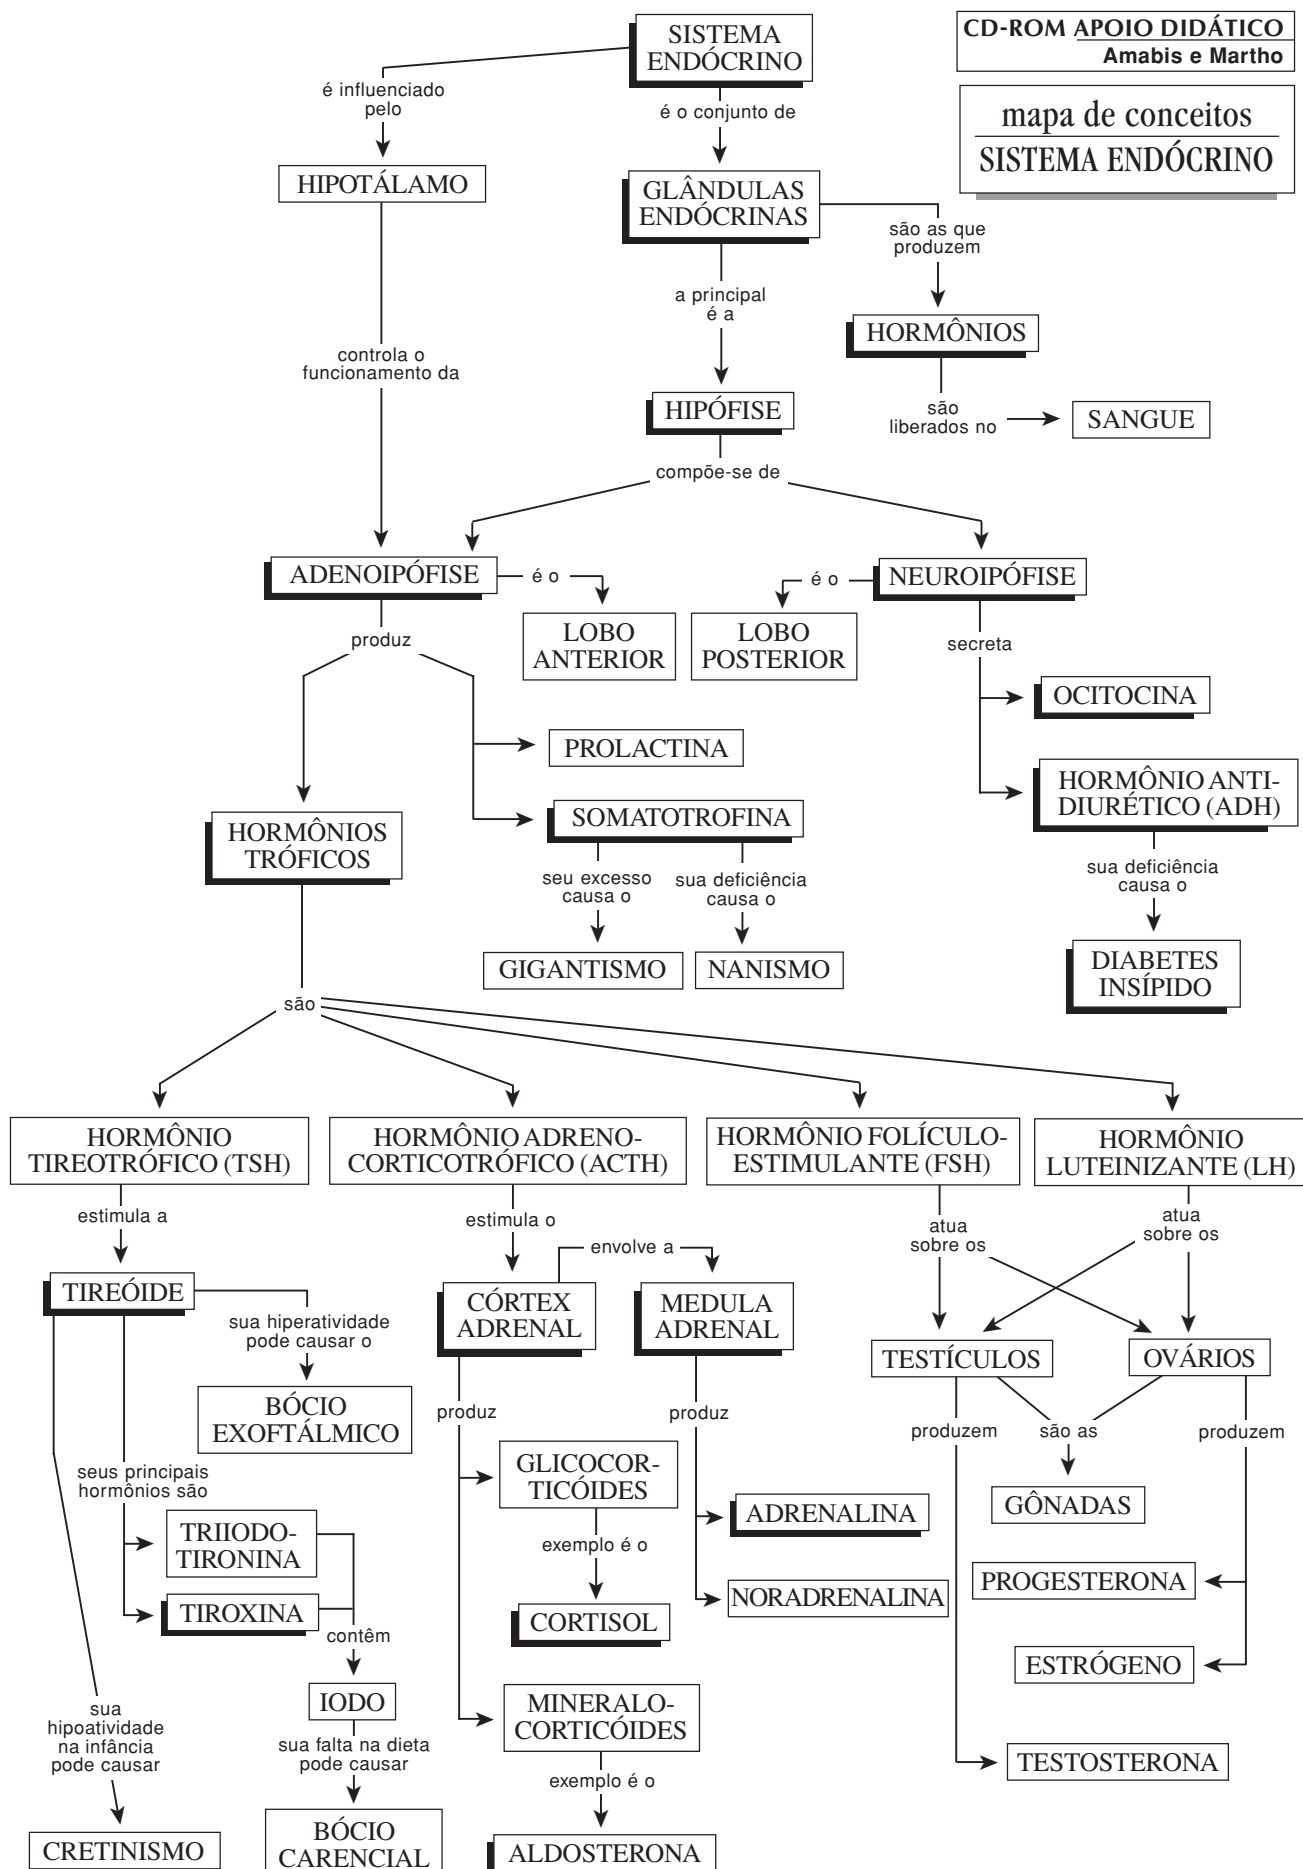 SISTEMA
ENDÓCRINO
CD-ROM APOIO DIDÁTICO
Amabis e Martho
mapa de conceitos
SISTEMA ENDÓCRINO
é influenciado
pelo
é o conjunto de
HIPOTÁLAMO
GLÂNDULAS
ENDÓCRINAS
são as que
produzem
a principal
é a
HORMÔNIOS
controla o
funcionamento da
HIPÓFISE
são
liberados no
SANGUE
compõe-se de
ADENOIPÓFISE
é o
LOBO
ANTERIOR
é o
NEUROIPÓFISE
LOBO
POSTERIOR
produz
secreta
OCITOCINA
PROLACTINA
HORMÔNIO ANTI-
DIURÉTICO (ADH)
SOMATOTROFINA
HORMÔNIOS
TRÓFICOS
seu excesso
causa o
sua deficiência
causa o
sua deficiência
causa o
GIGANTISMO
NANISMO
DIABETES
INSÍPIDO
são
HORMÔNIO
TIREOTRÓFICO (TSH)
HORMÔNIO ADRENO-
CORTICOTRÓFICO (ACTH)
HORMÔNIO FOLÍCULO-
ESTIMULANTE (FSH)
HORMÔNIO
LUTEINIZANTE (LH)
estimula a
estimula o
envolve a
atua
sobre os
atua
sobre os
TIREÓIDE
CÓRTEX
ADRENAL
MEDULA
ADRENAL
sua hiperatividade
pode causar o
TESTÍCULOS
OVÁRIOS
BÓCIO
EXOFTÁLMICO
produz
produz
produzem
são as
produzem
seus principais
hormônios são
GLICOCOR-
TICÓIDES
GÔNADAS
TRIIODO-
TIRONINA
exemplo é o
ADRENALINA
PROGESTERONA
TIROXINA
CORTISOL
NORADRENALINA
contêm
ESTRÓGENO
IODO
sua
hipoatividade
na infância
pode causar
sua falta na dieta
pode causar
MINERALO-
CORTICÓIDES
TESTOSTERONA
exemplo é o
CRETINISMO
BÓCIO
CARENCIAL
ALDOSTERONA